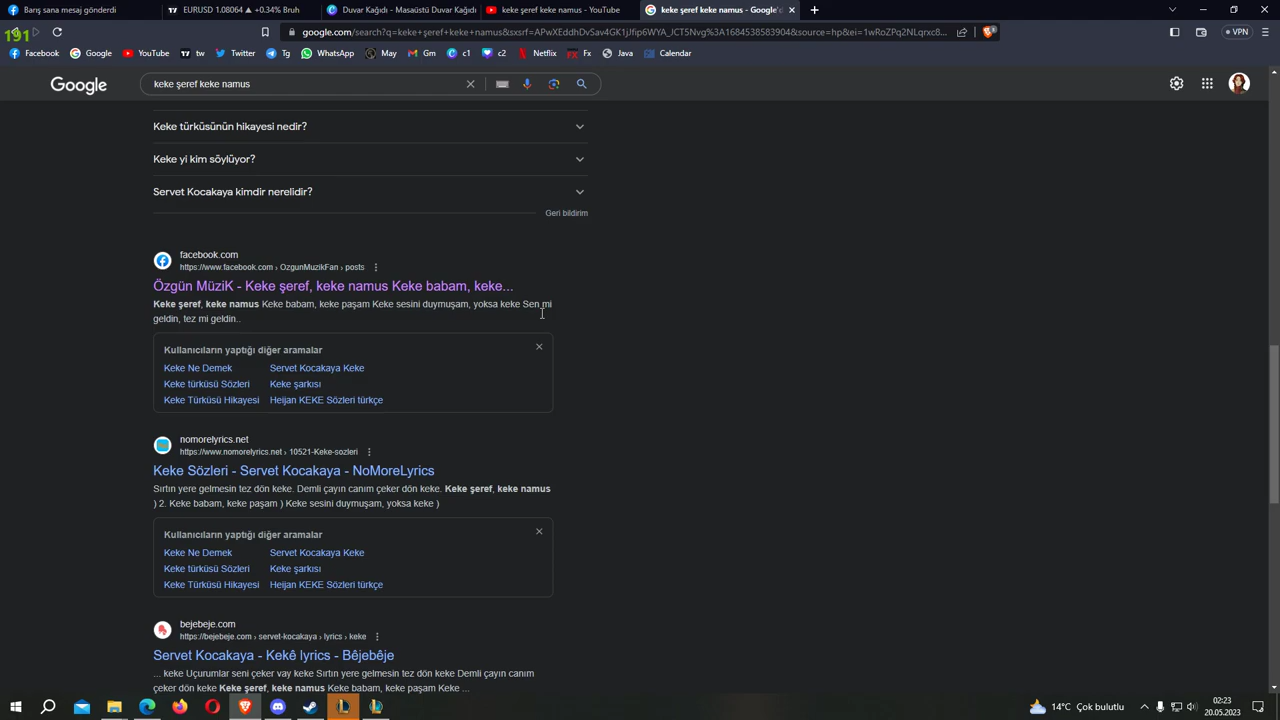 Barış sana mesaj gönderdi
EURUSD 1.08064 ▲ +0.34% Bruh
Duvar Kağıdı - Masaüstü Duvar Kağıdı
keke şeref keke namus - YouTube
keke şeref keke namus - Google'd
191
google.com/search?q=keke+şeref+keke+namus&sxsrf=APwXEddhDvSav4GK1jJfip6WYA_JCT5Nvg%3A1684538583904&source=hp&ei=1wRoZPq2NLqrxc8...
VPN
Facebook
Google
YouTube
tw
Twitter
Tg
WhatsApp
May
Gm
c1
c2
Netflix
FX Fx
Java
Calendar
Google
keke şeref keke namus
Keke türküsünün hikayesi nedir?
Keke yi kim söylüyor?
Servet Kocakaya kimdir nerelidir?
Geri bildirim
facebook.com
https://www.facebook.com › OzgunMuzikFan › posts
Özgün MüziK - Keke şeref, keke namus Keke babam, keke...
Keke şeref, keke namus Keke babam, keke paşam Keke sesini duymuşam, yoksa keke Sen mi
geldin, tez mi geldin..
Kullanıcıların yaptığı diğer aramalar
Keke Ne Demek
Servet Kocakaya Keke
Keke türküsü Sözleri
Keke şarkısı
Keke Türküsü Hikayesi
Heijan KEKE Sözleri türkçe
nomorelyrics.net
https://www.nomorelyrics.net › 10521-Keke-sozleri
Keke Sözleri - Servet Kocakaya - NoMoreLyrics
Sırtın yere gelmesin tez dön keke. Demli çayın canım çeker dön keke. Keke şeref, keke namus
) 2. Keke babam, keke paşam ) Keke sesini duymuşam, yoksa keke )
Kullanıcıların yaptığı diğer aramalar
Keke Ne Demek
Servet Kocakaya Keke
Keke türküsü Sözleri
Keke şarkısı
Keke Türküsü Hikayesi
Heijan KEKE Sözleri türkçe
bejebeje.com
https://bejebeje.com › servet-kocakaya › lyrics › keke
Servet Kocakaya - Kekê lyrics - Bêjebêje
... keke Uçurumlar seni çeker vay keke Sırtın yere gelmesin tez dön keke Demli çayın canım
çeker dön keke Keke şeref, keke namus Keke babam, keke paşam Keke ...
14°C Çok bulutlu
02:23
20.05.2023